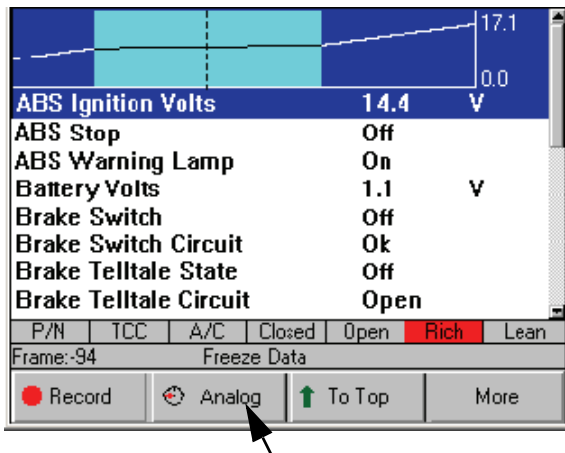 17.1
0.0
ABS Ignition Volts 14.4 V
ABS Stop Off
ABS Warning Lamp On
Battery Volts 1.1 V
Brake Switch Off
Brake Switch Circuit Ok
Brake Telltale State Off
Brake Telltale Circuit Open
P/N TCC A/C Closed Open Rich Lean
Frame:-94 Freeze Data
Record Analog To Top More